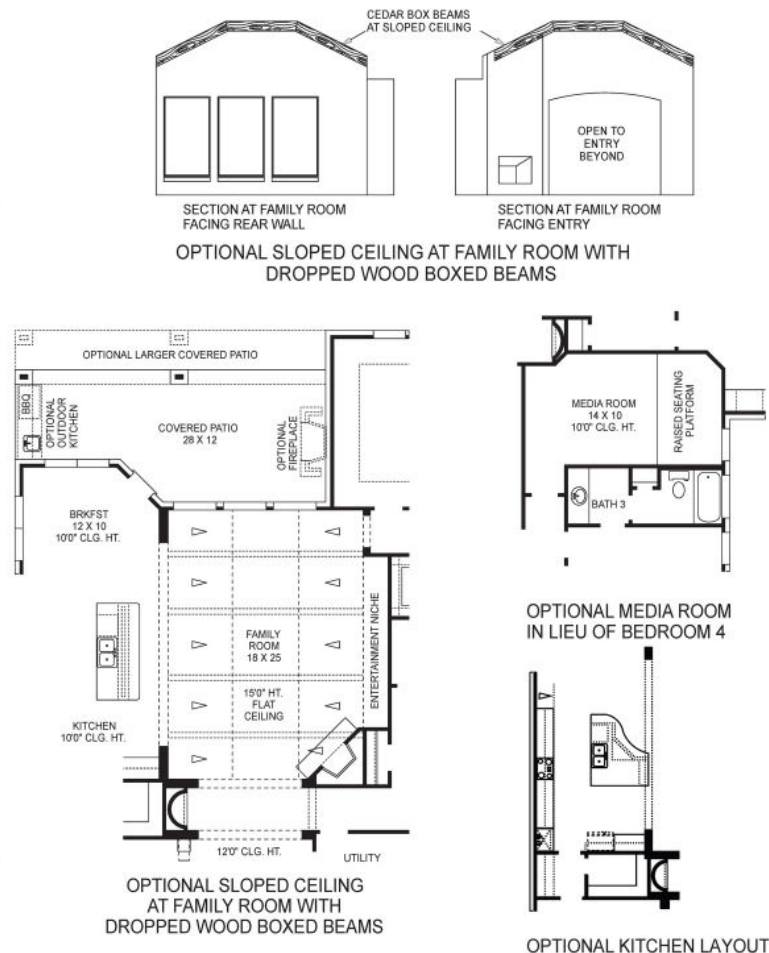 CEDAR BOX BEAMS
AT SLOPED CEILING
OPEN TO
ENTRY
BEYOND
SECTION AT FAMILY ROOM
FACING REAR WALL
SECTION AT FAMILY ROOM
FACING ENTRY
OPTIONAL SLOPED CEILING AT FAMILY ROOM WITH
DROPPED WOOD BOXED BEAMS
OPTIONAL LARGER COVERED PATIO
BBQ
OPTIONAL
OUTDOOR
KITCHEN
COVERED PATIO
28 X 12
OPTIONAL
FIREPLACE
BRKFST
12 X 10
10'0" CLG. HT.
FAMILY
ROOM
18 X 25
15'0" HT.
FLAT
CEILING
ENTERTAINMENT NICHE
KITCHEN
10'0" CLG. HT.
12'0" CLG. HT.
UTILITY
OPTIONAL SLOPED CEILING
AT FAMILY ROOM WITH
DROPPED WOOD BOXED BEAMS
MEDIA ROOM
14 X 10
10'0" CLG. HT.
RAISED SEATING
PLATFORM
BATH 3
OPTIONAL MEDIA ROOM
IN LIEU OF BEDROOM 4
OPTIONAL KITCHEN LAYOUT